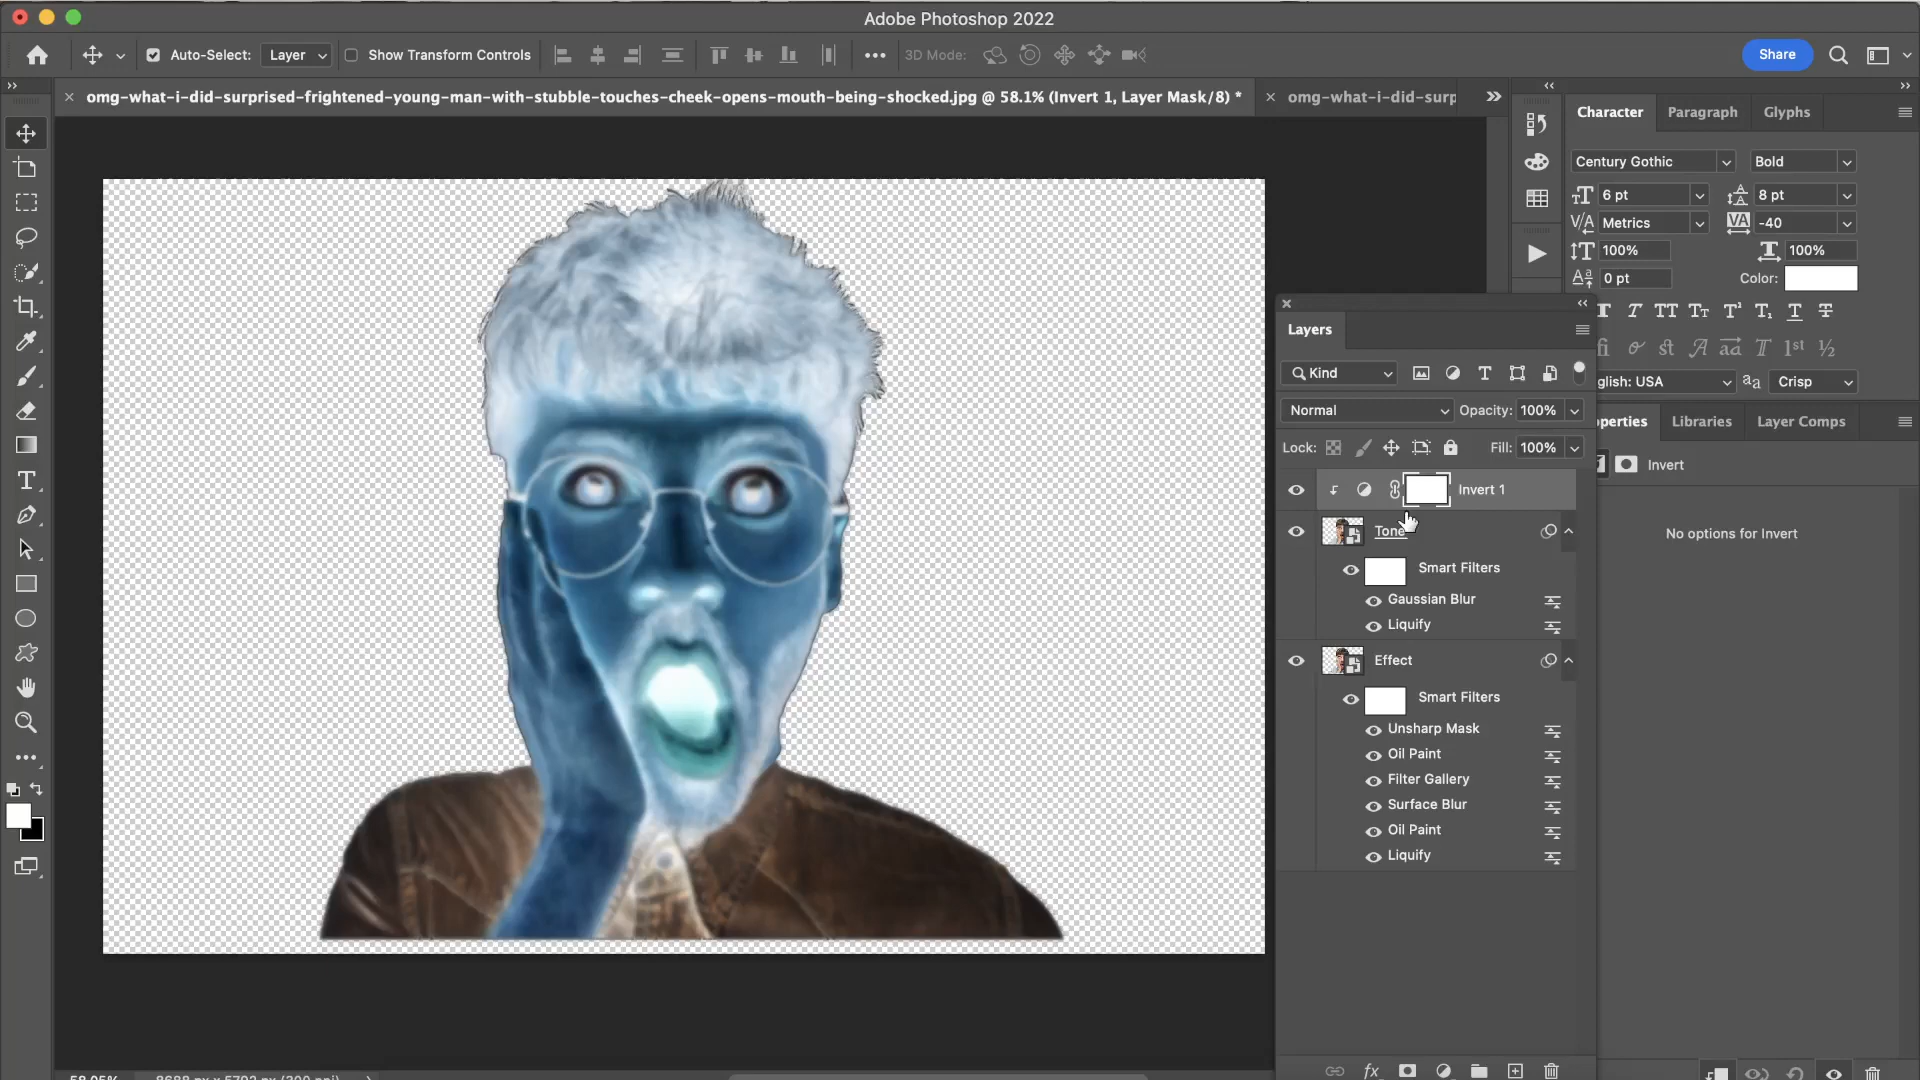 Adobe Photoshop 2022
Auto-Select: Layer Show Transform Controls 3D Mode: Share
omg-what-i-did-surprised-frightened-young-man-with-stubble-touches-cheek-opens-mouth-being-shocked.jpg @ 58.1% (Invert 1, Layer Mask/8) * omg-what-i-did-surp
Character Paragraph Glyphs
Century Gothic Bold
6 pt 8 pt
Metrics -40
100% 100%
0 pt Color:
glish: USA Crisp
operties Libraries Layer Comps
Invert
No options for Invert
Layers
Kind
Normal Opacity: 100%
Lock: Fill: 100%
Invert 1
Tone
Smart Filters
Gaussian Blur
Liquify
Effect
Smart Filters
Unsharp Mask
Oil Paint
Filter Gallery
Surface Blur
Oil Paint
Liquify